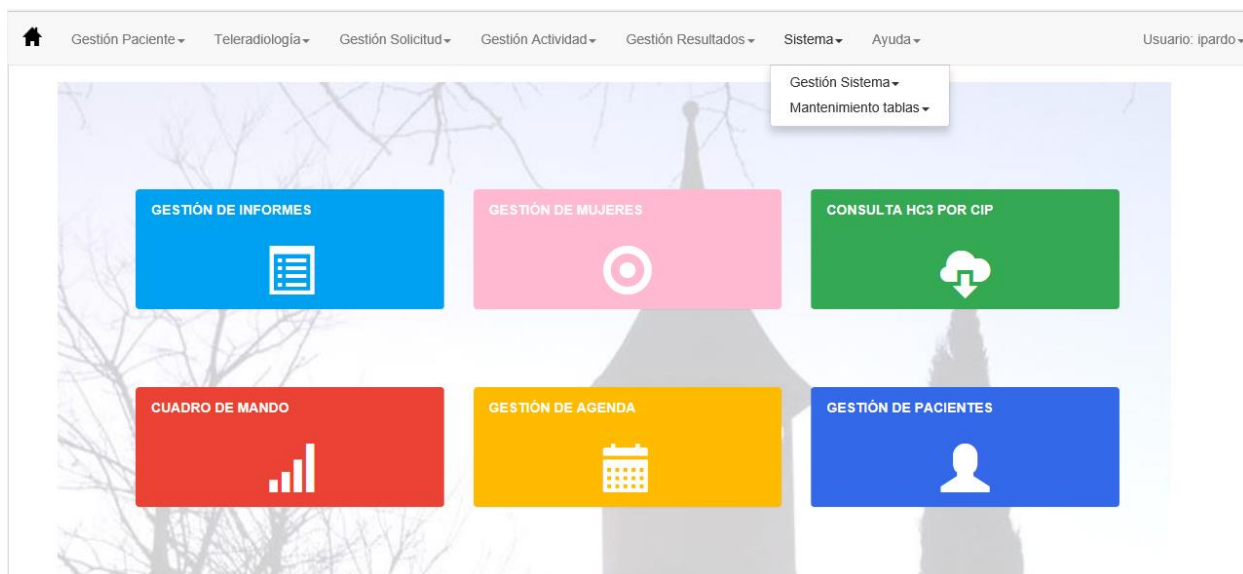 Gestión Paciente Teleradiología Gestión Solicitud Gestión Actividad Gestión Resultados Sistema Ayuda Usuario: ipardo
Gestión Sistema
Mantenimiento tablas
GESTIÓN DE INFORMES
GESTIÓN DE MUJERES
CONSULTA HC3 POR CIP
CUADRO DE MANDO
GESTIÓN DE AGENDA
GESTIÓN DE PACIENTES